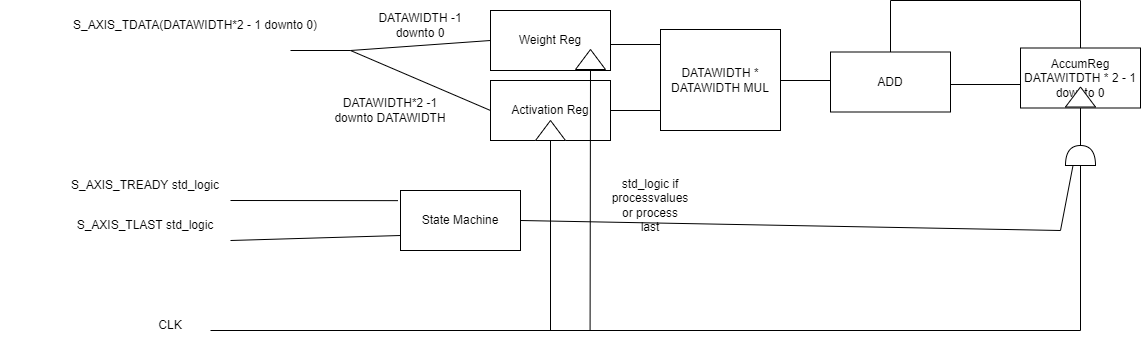 S_AXIS_TDATA(DATAWIDTH*2 - 1 downto 0)
DATAWIDTH -1
downto 0
Weight Reg
DATAWIDTH*2 -1
downto DATAWIDTH
Activation Reg
DATAWIDTH *
DATAWIDTH MUL
ADD
AccumReg
DATAWITDTH * 2 - 1
downto 0
S_AXIS_TREADY std_logic
S_AXIS_TLAST std_logic
State Machine
std_logic if
processvalues
or process
last
CLK